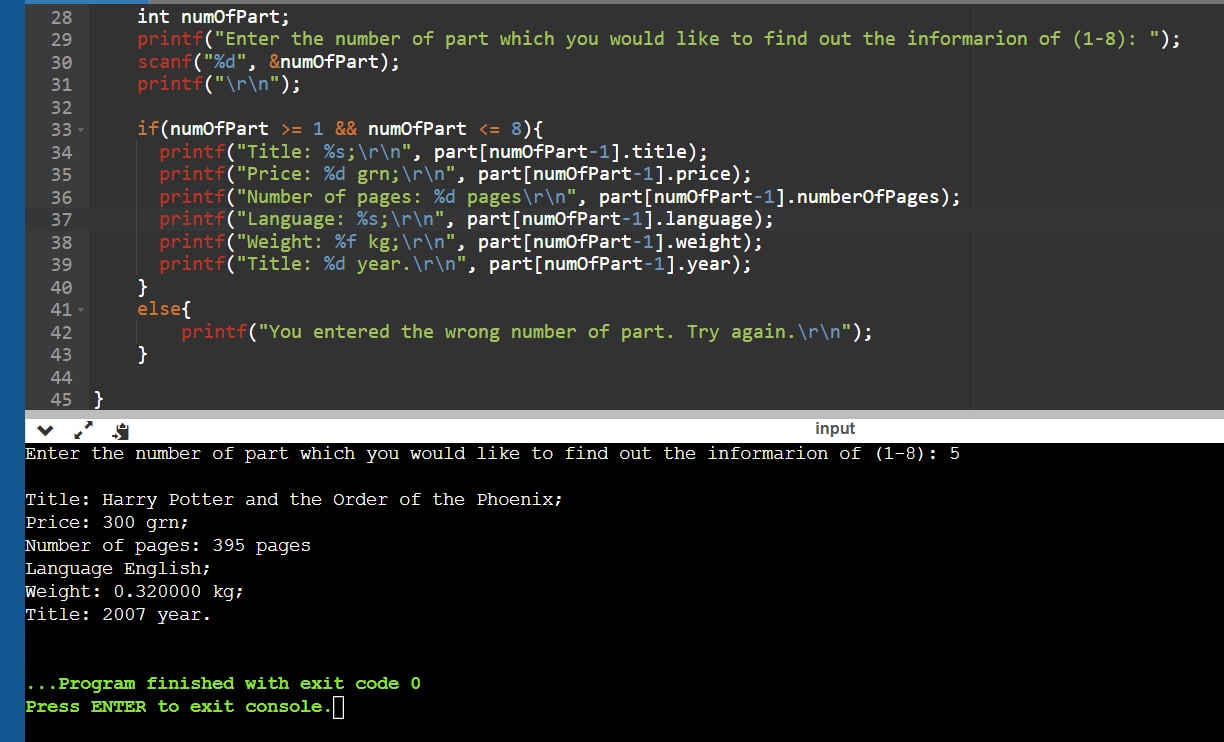 28 int numOfPart;
29 printf("Enter the number of part which you would like to find out the informarion of (1-8): ");
30 scanf("%d", &numOfPart);
31 printf("\r\n");
32
33 if(numOfPart >= 1 && numOfPart <= 8){
34 printf("Title: %s;\r\n", part[numOfPart-1].title);
35 printf("Price: %d grn;\r\n", part[numOfPart-1].price);
36 printf("Number of pages: %d pages\r\n", part[numOfPart-1].numberOfPages);
37 printf("Language: %s;\r\n", part[numOfPart-1].language);
38 printf("Weight: %f kg;\r\n", part[numOfPart-1].weight);
39 printf("Title: %d year.\r\n", part[numOfPart-1].year);
40 }
41 else{
42 printf("You entered the wrong number of part. Try again.\r\n");
43 }
44
45 }
input
Enter the number of part which you would like to find out the informarion of (1-8): 5
Title: Harry Potter and the Order of the Phoenix;
Price: 300 grn;
Number of pages: 395 pages
Language English;
Weight: 0.320000 kg;
Title: 2007 year.
...Program finished with exit code 0
Press ENTER to exit console.